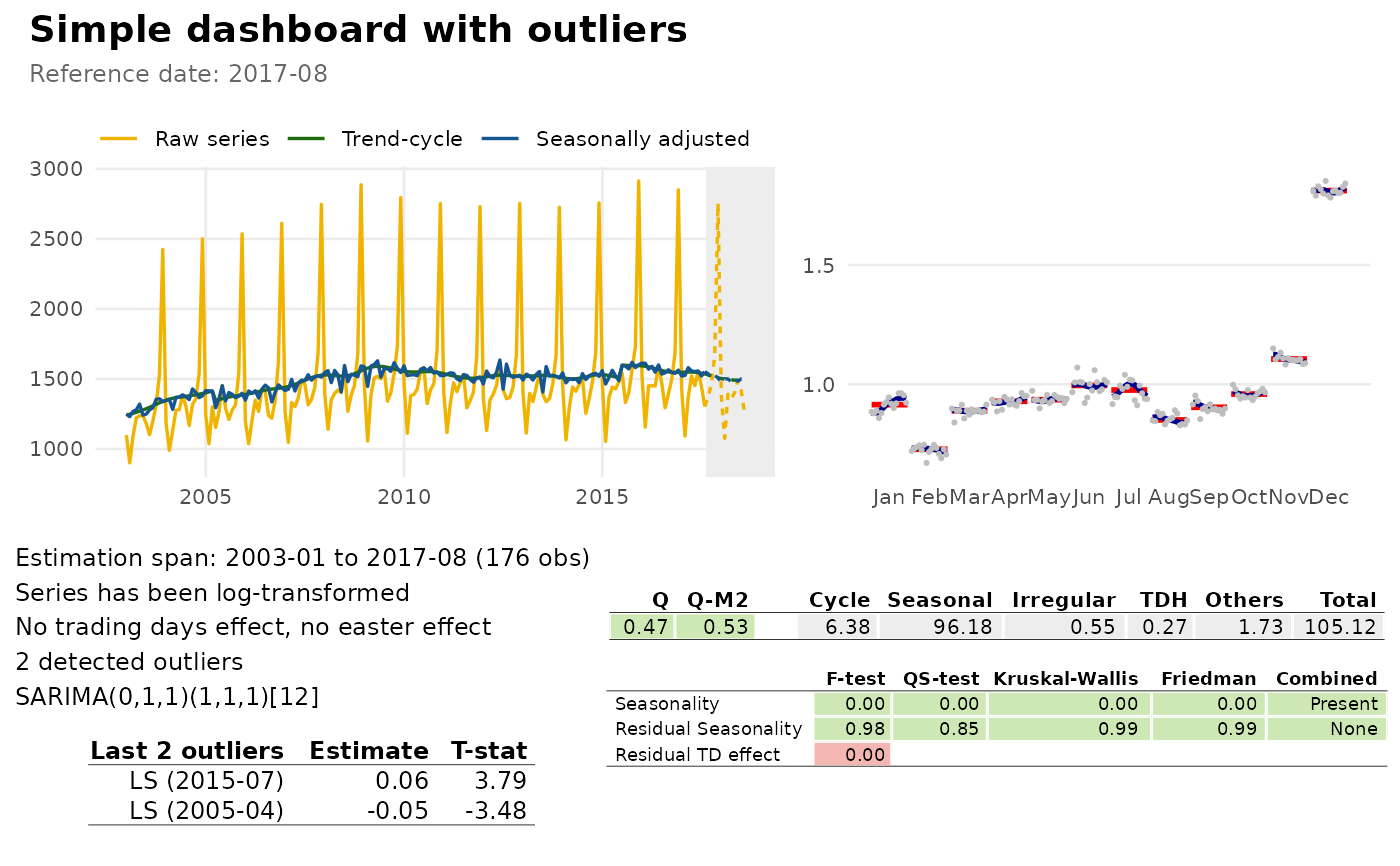 Simple dashboard with outliers
Reference date: 2017-08
Raw series Trend-cycle Seasonally adjusted
3000
2500
2000
1500
1000
2005 2010 2015
1.5
1.0
Jan Feb Mar Apr May Jun Jul Aug Sep Oct Nov Dec
Estimation span: 2003-01 to 2017-08 (176 obs)
Series has been log-transformed
No trading days effect, no easter effect
2 detected outliers
SARIMA(0,1,1)(1,1,1)[12]
Last 2 outliers Estimate T-stat
LS (2015-07) 0.06 3.79
LS (2005-04) -0.05 -3.48
Q Q-M2 Cycle Seasonal Irregular TDH Others Total
0.47 0.53 6.38 96.18 0.55 0.27 1.73 105.12
F-test QS-test Kruskal-Wallis Friedman Combined
Seasonality 0.00 0.00 0.00 0.00 Present
Residual Seasonality 0.98 0.85 0.99 0.99 None
Residual TD effect 0.00